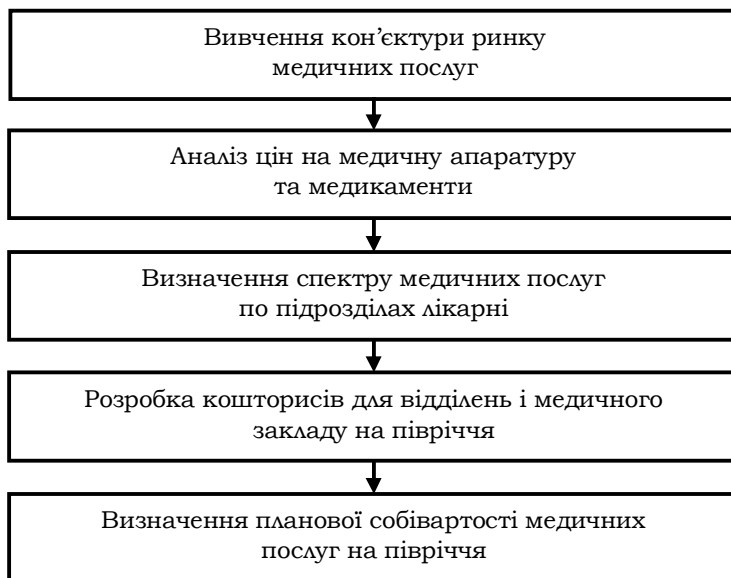 Вивчення кон’єктури ринку
медичних послуг
Аналіз цін на медичну апаратуру
та медикаменти
Визначення спектру медичних послуг
по підрозділах лікарні
Розробка кошторисів для відділень і медичного
закладу на півріччя
Визначення планової собівартості медичних
послуг на півріччя